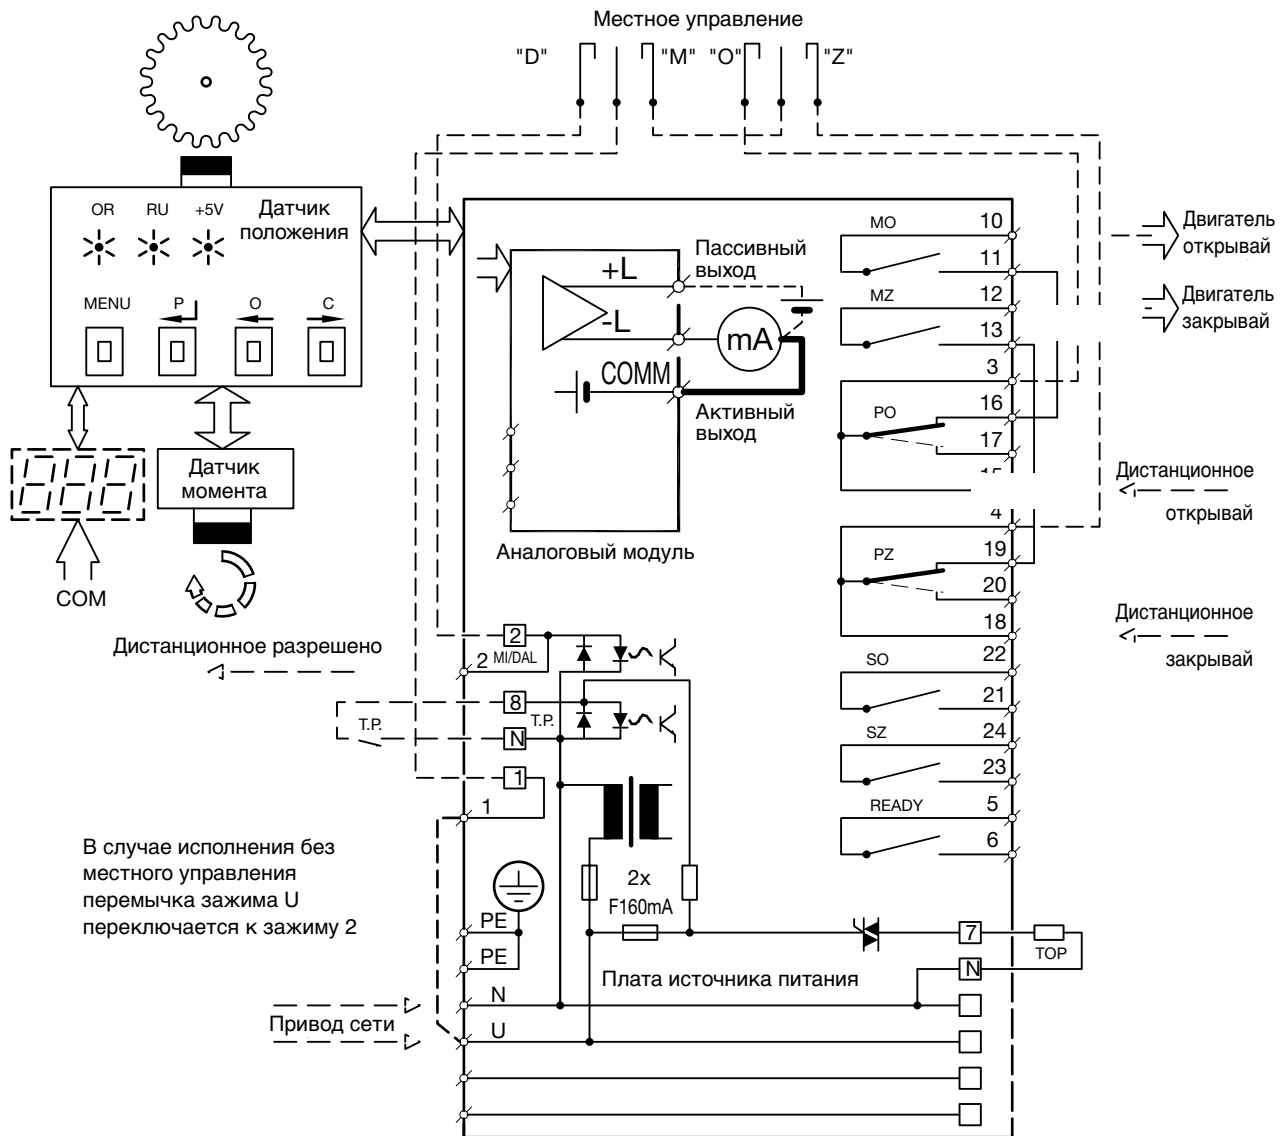 Местное управление
"D" "M" "O" "Z"
OR RU +5V
Датчик
положения
MENU P O C
Датчик
момента
COM
Дистанционное разрешено
+L
-L
COMM
mA
Пассивный
выход
Активный
выход
Аналоговый модуль
MO 10
11
MZ 12
13
3
PO 16
17
4
PZ 19
20
18
SO 22
21
SZ 24
23
READY 5
6
Двигатель
открывай
Двигатель
закрывай
Дистанционное
открывай
Дистанционное
закрывай
2
2 MI/DAL
8
T.P. T.P.
N
1
1
В случае исполнения без
местного управления
перемычка зажима U
переключается к зажиму 2
2x
F160mA
PE
PE
7
TOP
N
Плата источника питания
N
Привод сети
U